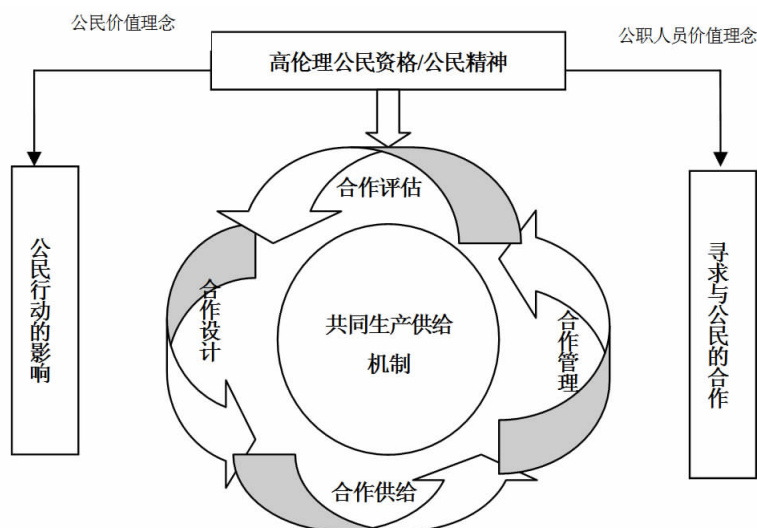 公民价值理念
公职人员价值理念
高伦理公民资格/公民精神
合作评估
公民行动的影响
合作设计
共同生产供给
机制
合作管理
寻求与公民的合作
合作供给